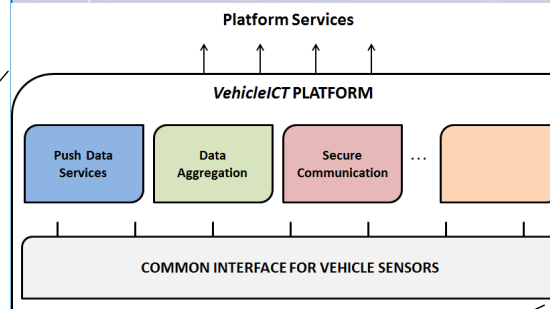 Platform Services
VehicleICT PLATFORM
Push Data
Services
Data
Aggregation
Secure
Communication
...
COMMON INTERFACE FOR VEHICLE SENSORS